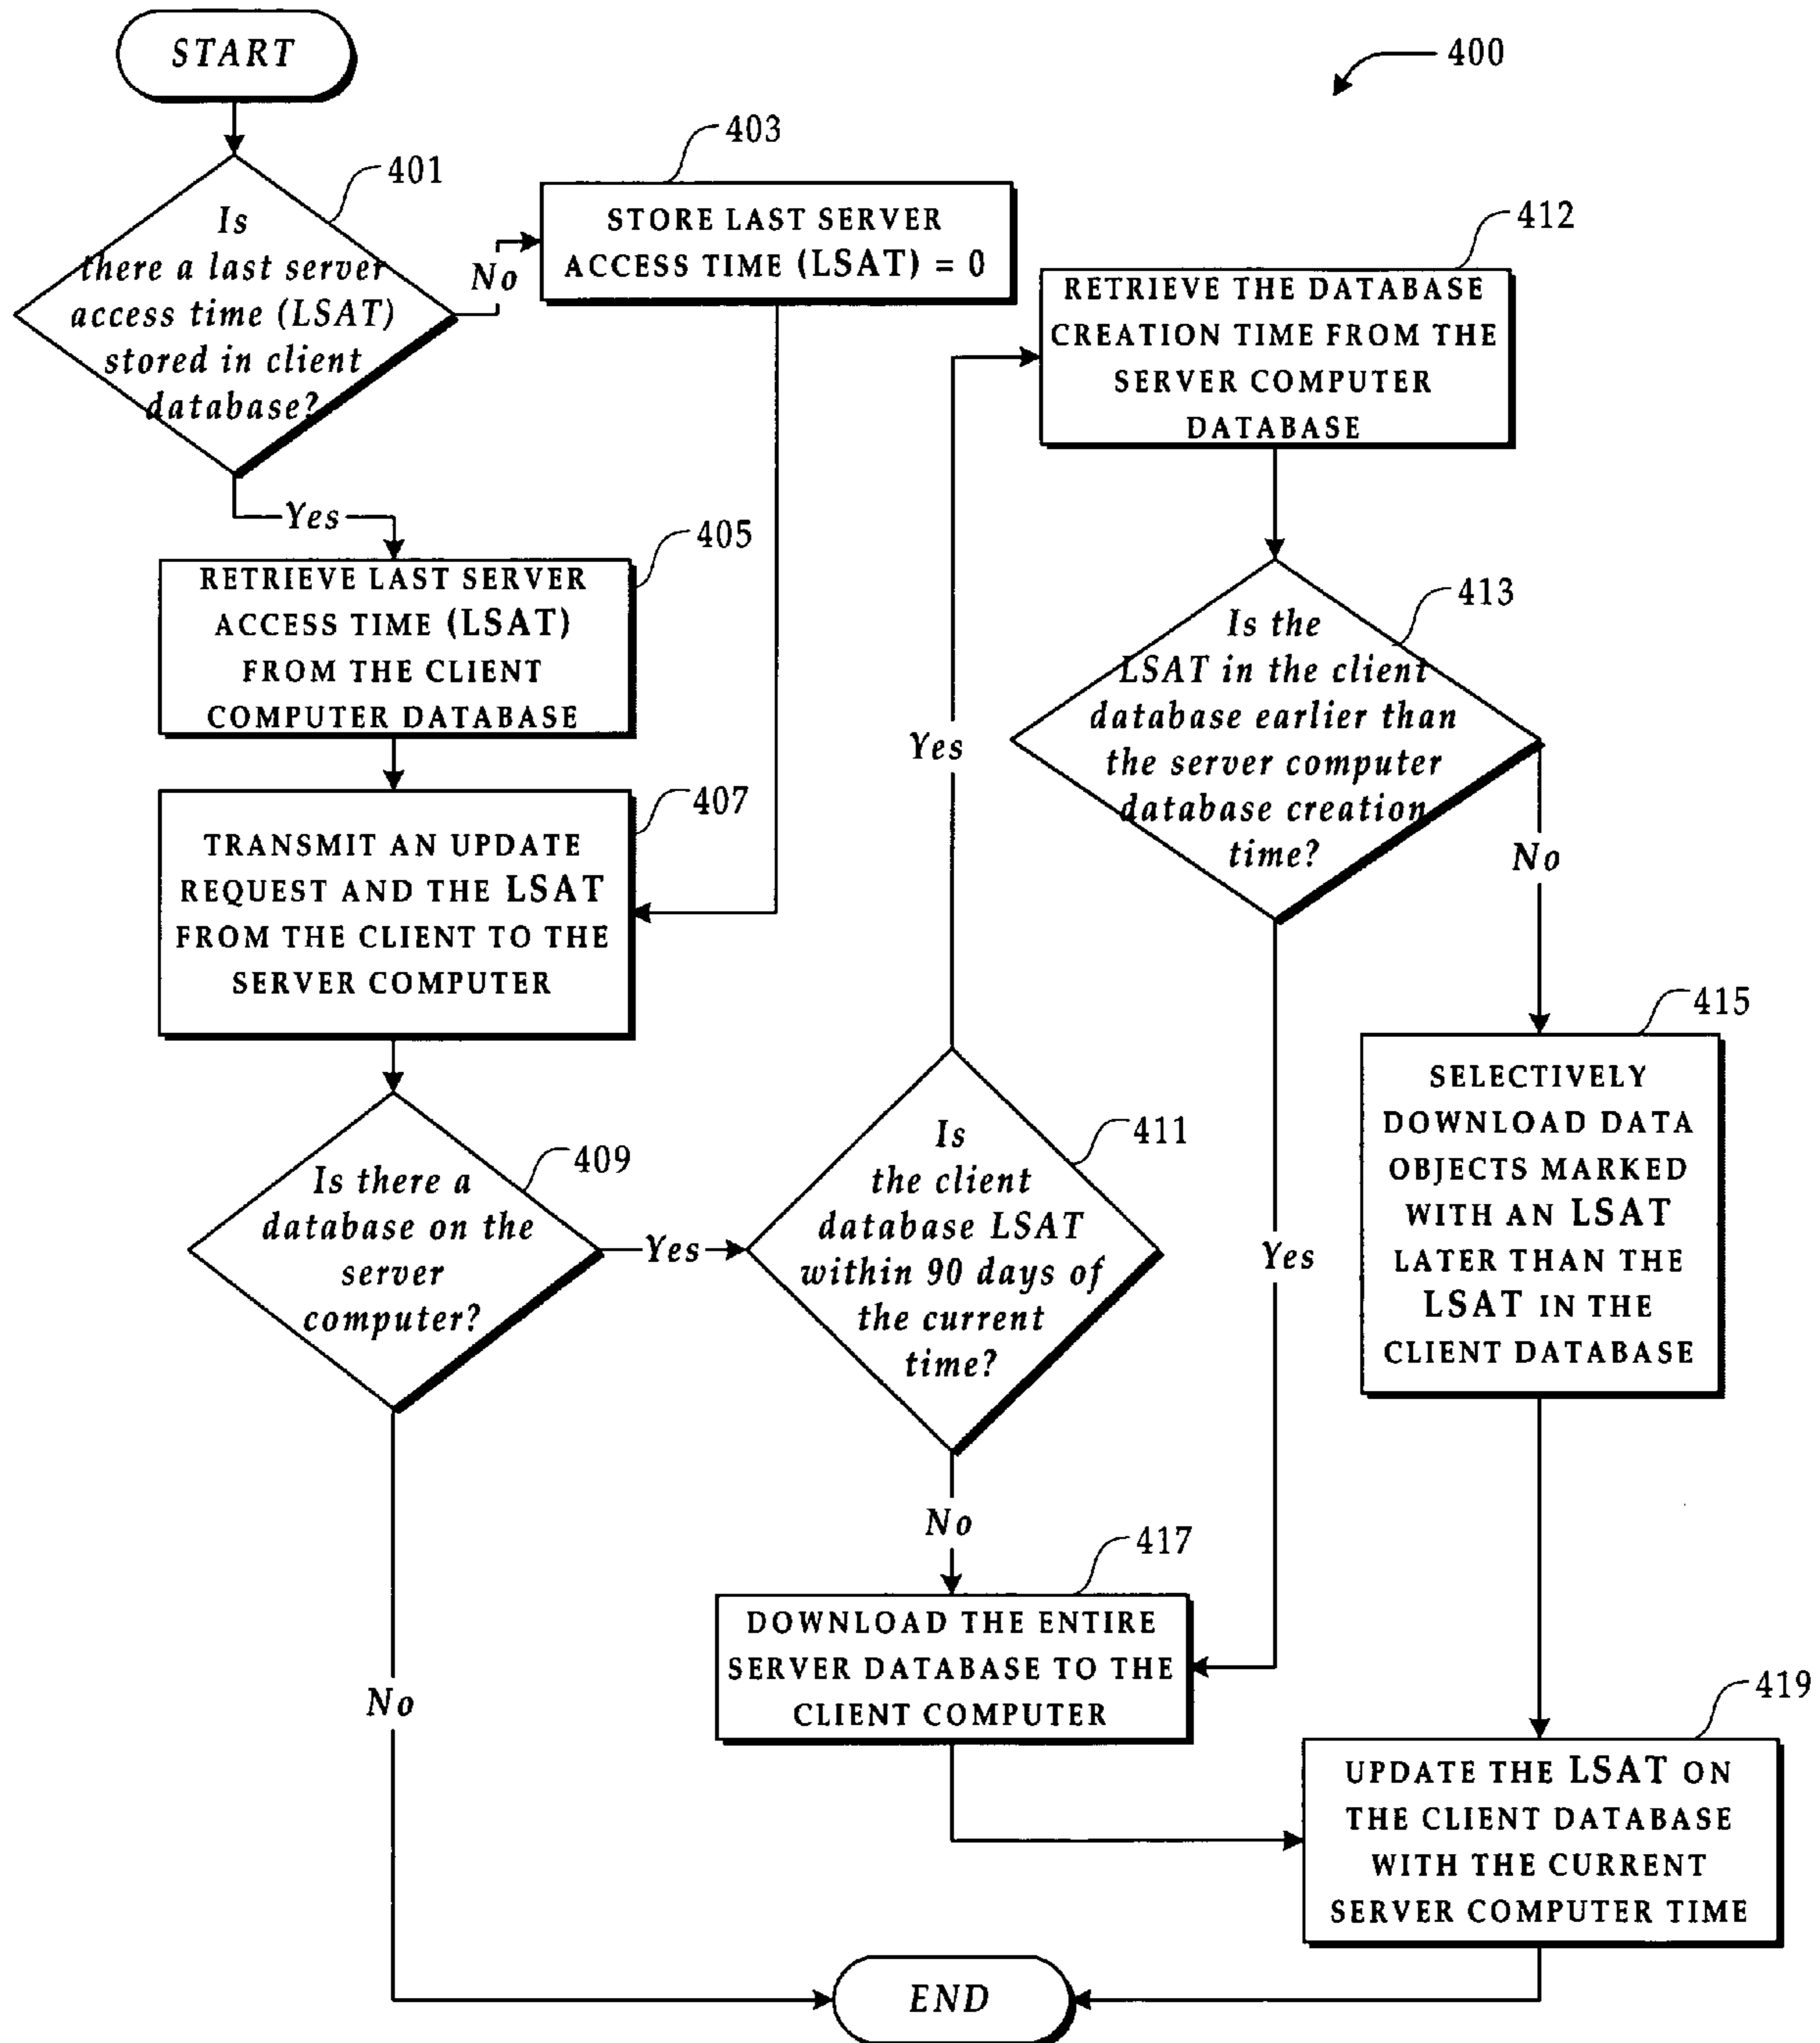 START
400
401
Is
there a last server
access time (LSAT)
stored in client
database?
No
403
STORE LAST SERVER
ACCESS TIME (LSAT) = 0
Yes
405
RETRIEVE LAST SERVER
ACCESS TIME (LSAT)
FROM THE CLIENT
COMPUTER DATABASE
407
TRANSMIT AN UPDATE
REQUEST AND THE LSAT
FROM THE CLIENT TO THE
SERVER COMPUTER
409
Is there a
database on the
server
computer?
Yes
No
411
Is
the client
database LSAT
within 90 days of
the current
time?
Yes
No
412
RETRIEVE THE DATABASE
CREATION TIME FROM THE
SERVER COMPUTER
DATABASE
413
Is the
LSAT in the client
database earlier than
the server computer
database creation
time?
No
Yes
415
SELECTIVELY
DOWNLOAD DATA
OBJECTS MARKED
WITH AN LSAT
LATER THAN THE
LSAT IN THE
CLIENT DATABASE
417
DOWNLOAD THE ENTIRE
SERVER DATABASE TO THE
CLIENT COMPUTER
419
UPDATE THE LSAT ON
THE CLIENT DATABASE
WITH THE CURRENT
SERVER COMPUTER TIME
END